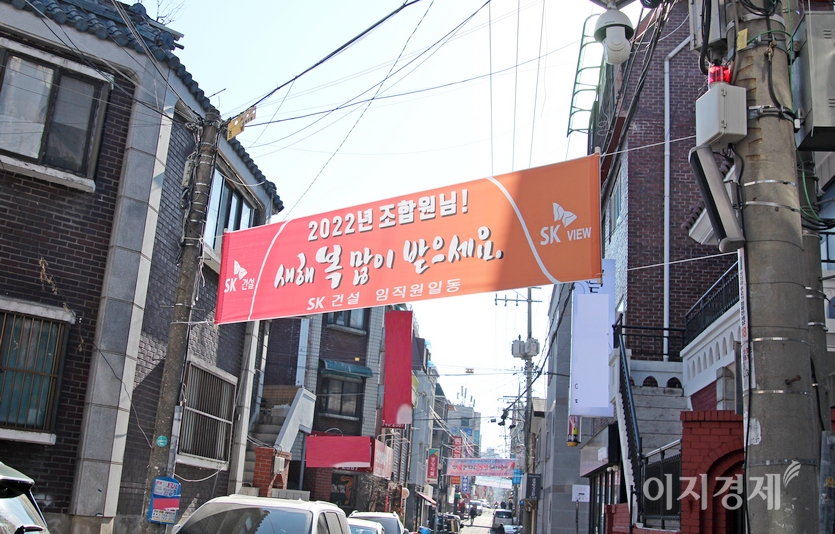 2022년 조합원님!
새해 복 많이 받으세요.
SK 건설 임직원일동
SK 건설
SK VIEW
이지경제